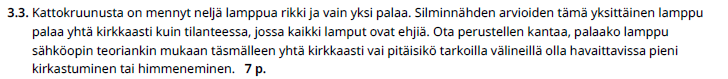 3.3. Kattokruunusta on mennyt neljä lamppua rikki ja vain yksi palaa. Silminnähden arvioiden tämä yksittäinen lamppu
palaa yhtä kirkkaasti kuin tilanteessa, jossa kaikki lamput ovat ehjiä. Ota perustellen kantaa, palaako lamppu
sähköopin teoriankin mukaan täsmälleen yhtä kirkkaasti vai pitäisikö tarkoilla välineillä olla havaittavissa pieni
kirkastuminen tai himmeneminen. 7 p.